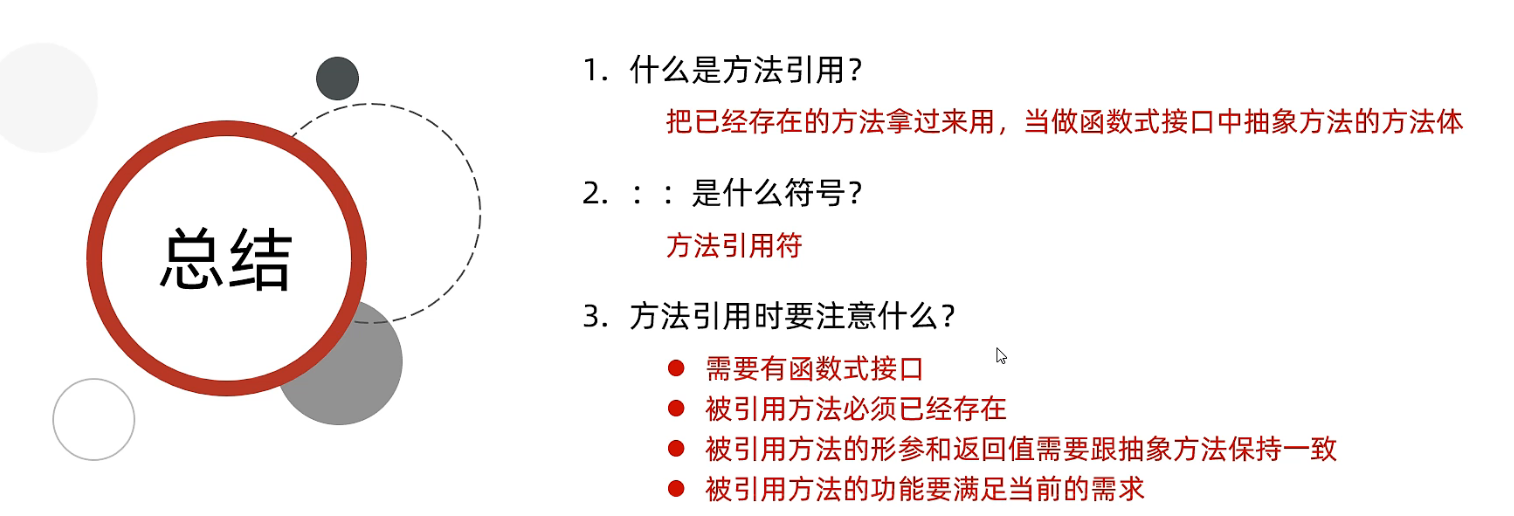 总结
1. 什么是方法引用？
把已经存在的方法拿过来用，当做函数式接口中抽象方法的方法体
2. ：：是什么符号？
方法引用符
3. 方法引用时要注意什么？
● 需要有函数式接口
● 被引用方法必须已经存在
● 被引用方法的形参和返回值需要跟抽象方法保持一致
● 被引用方法的功能要满足当前的需求